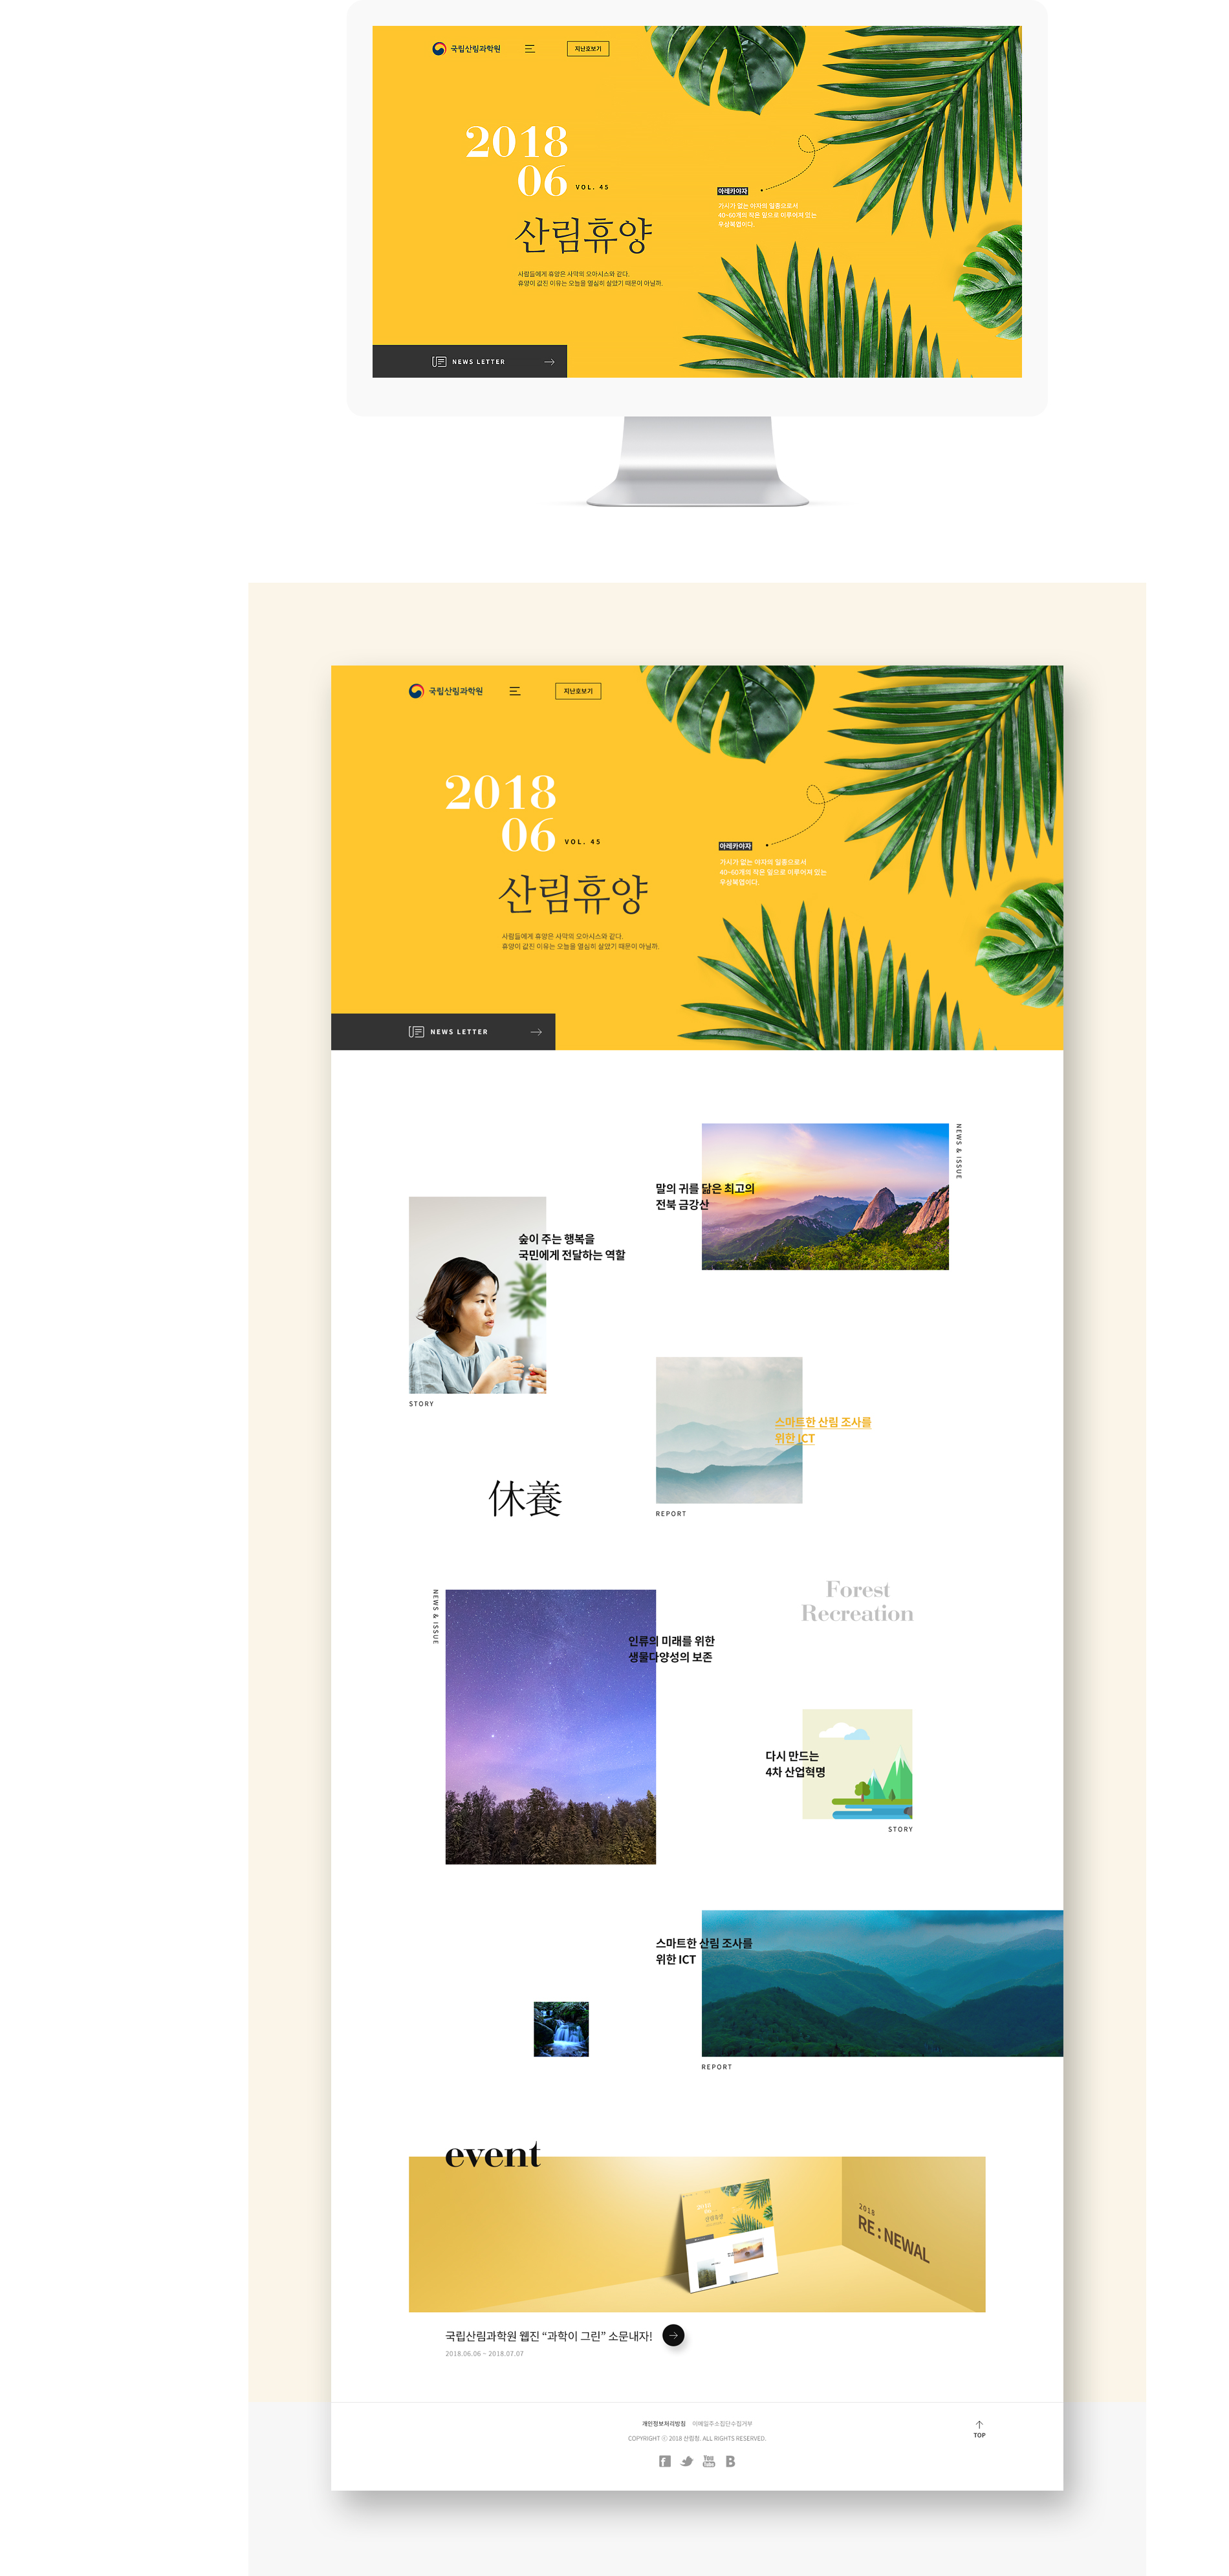 국립산림과학원
지난호보기
2018
06 VOL. 45
산림휴양
사람들에게 휴양은 사막의 오아시스와 같다.
휴양이 값진 이유는 오늘을 열심히 살았기 때문이 아닐까.
아레카야자
가시가 없는 야자의 일종으로서
40~60개의 작은 잎으로 이루어져 있는
우상복엽이다.
NEWS LETTER
국립산림과학원
지난호보기
2018
06 VOL. 45
산림휴양
사람들에게 휴양은 사막의 오아시스와 같다.
휴양이 값진 이유는 오늘을 열심히 살았기 때문이 아닐까.
아레카야자
가시가 없는 야자의 일종으로서
40~60개의 작은 잎으로 이루어져 있는
우상복엽이다.
NEWS LETTER
NEWS & ISSUE
말의 귀를 닮은 최고의
전북 금강산
숲이 주는 행복을
국민에게 전달하는 역할
STORY
스마트한 산림 조사를
위한 ICT
REPORT
休養
NEWS & ISSUE
Forest
Recreation
인류의 미래를 위한
생물다양성의 보존
다시 만드는
4차 산업혁명
STORY
스마트한 산림 조사를
위한 ICT
REPORT
event
2018
RE : NEWAL
산림휴양
국립산림과학원 웹진 “과학이 그린” 소문내자!
2018.06.06 ~ 2018.07.07
개인정보처리방침 이메일주소집단수집거부
COPYRIGHT ⓒ 2018 산림청. ALL RIGHTS RESERVED.
TOP
You
Tube